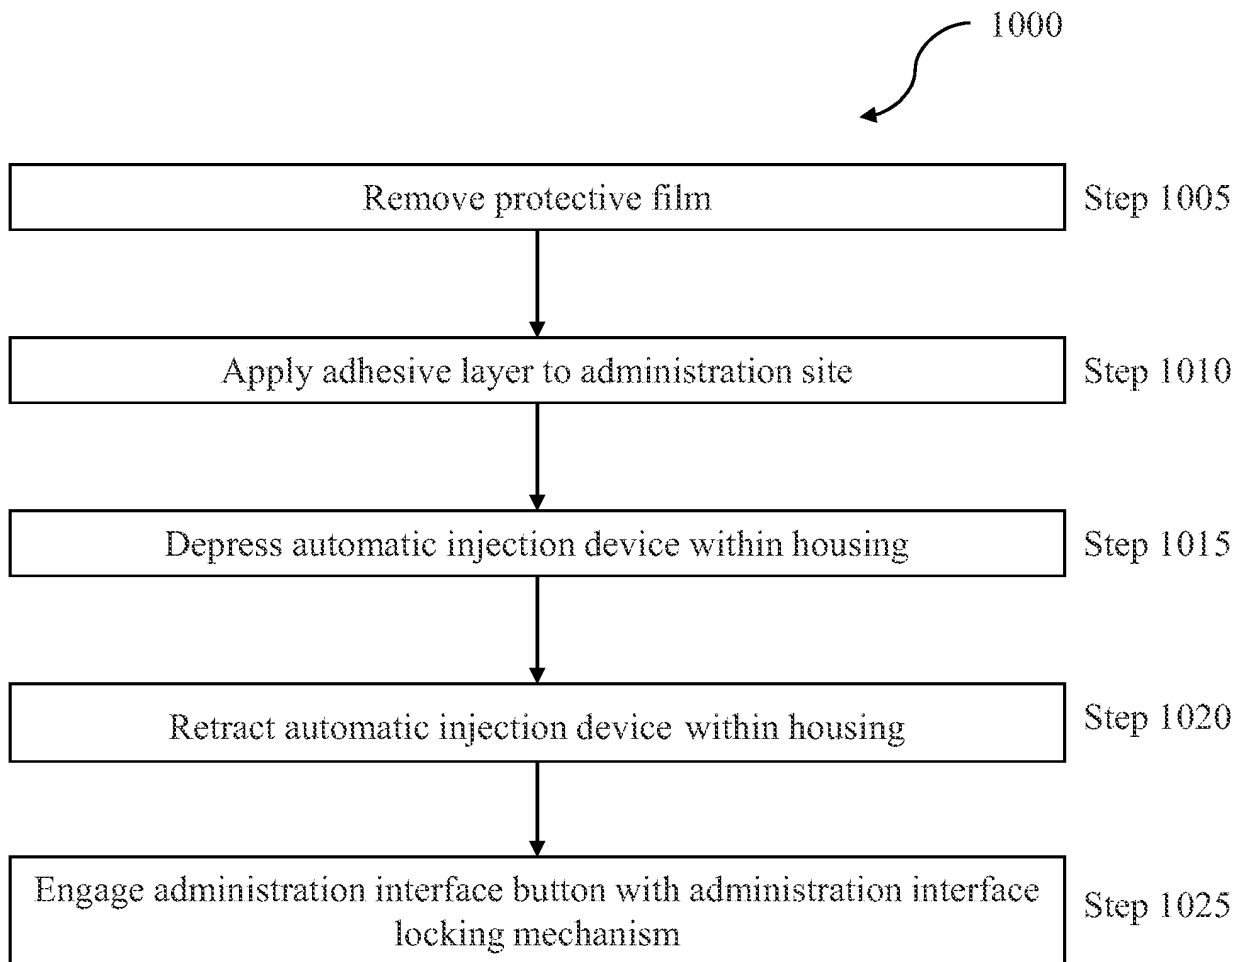 1000
Remove protective film
Step 1005
Apply adhesive layer to administration site
Step 1010
Depress automatic injection device within housing
Step 1015
Retract automatic injection device within housing
Step 1020
Engage administration interface button with administration interface
locking mechanism
Step 1025